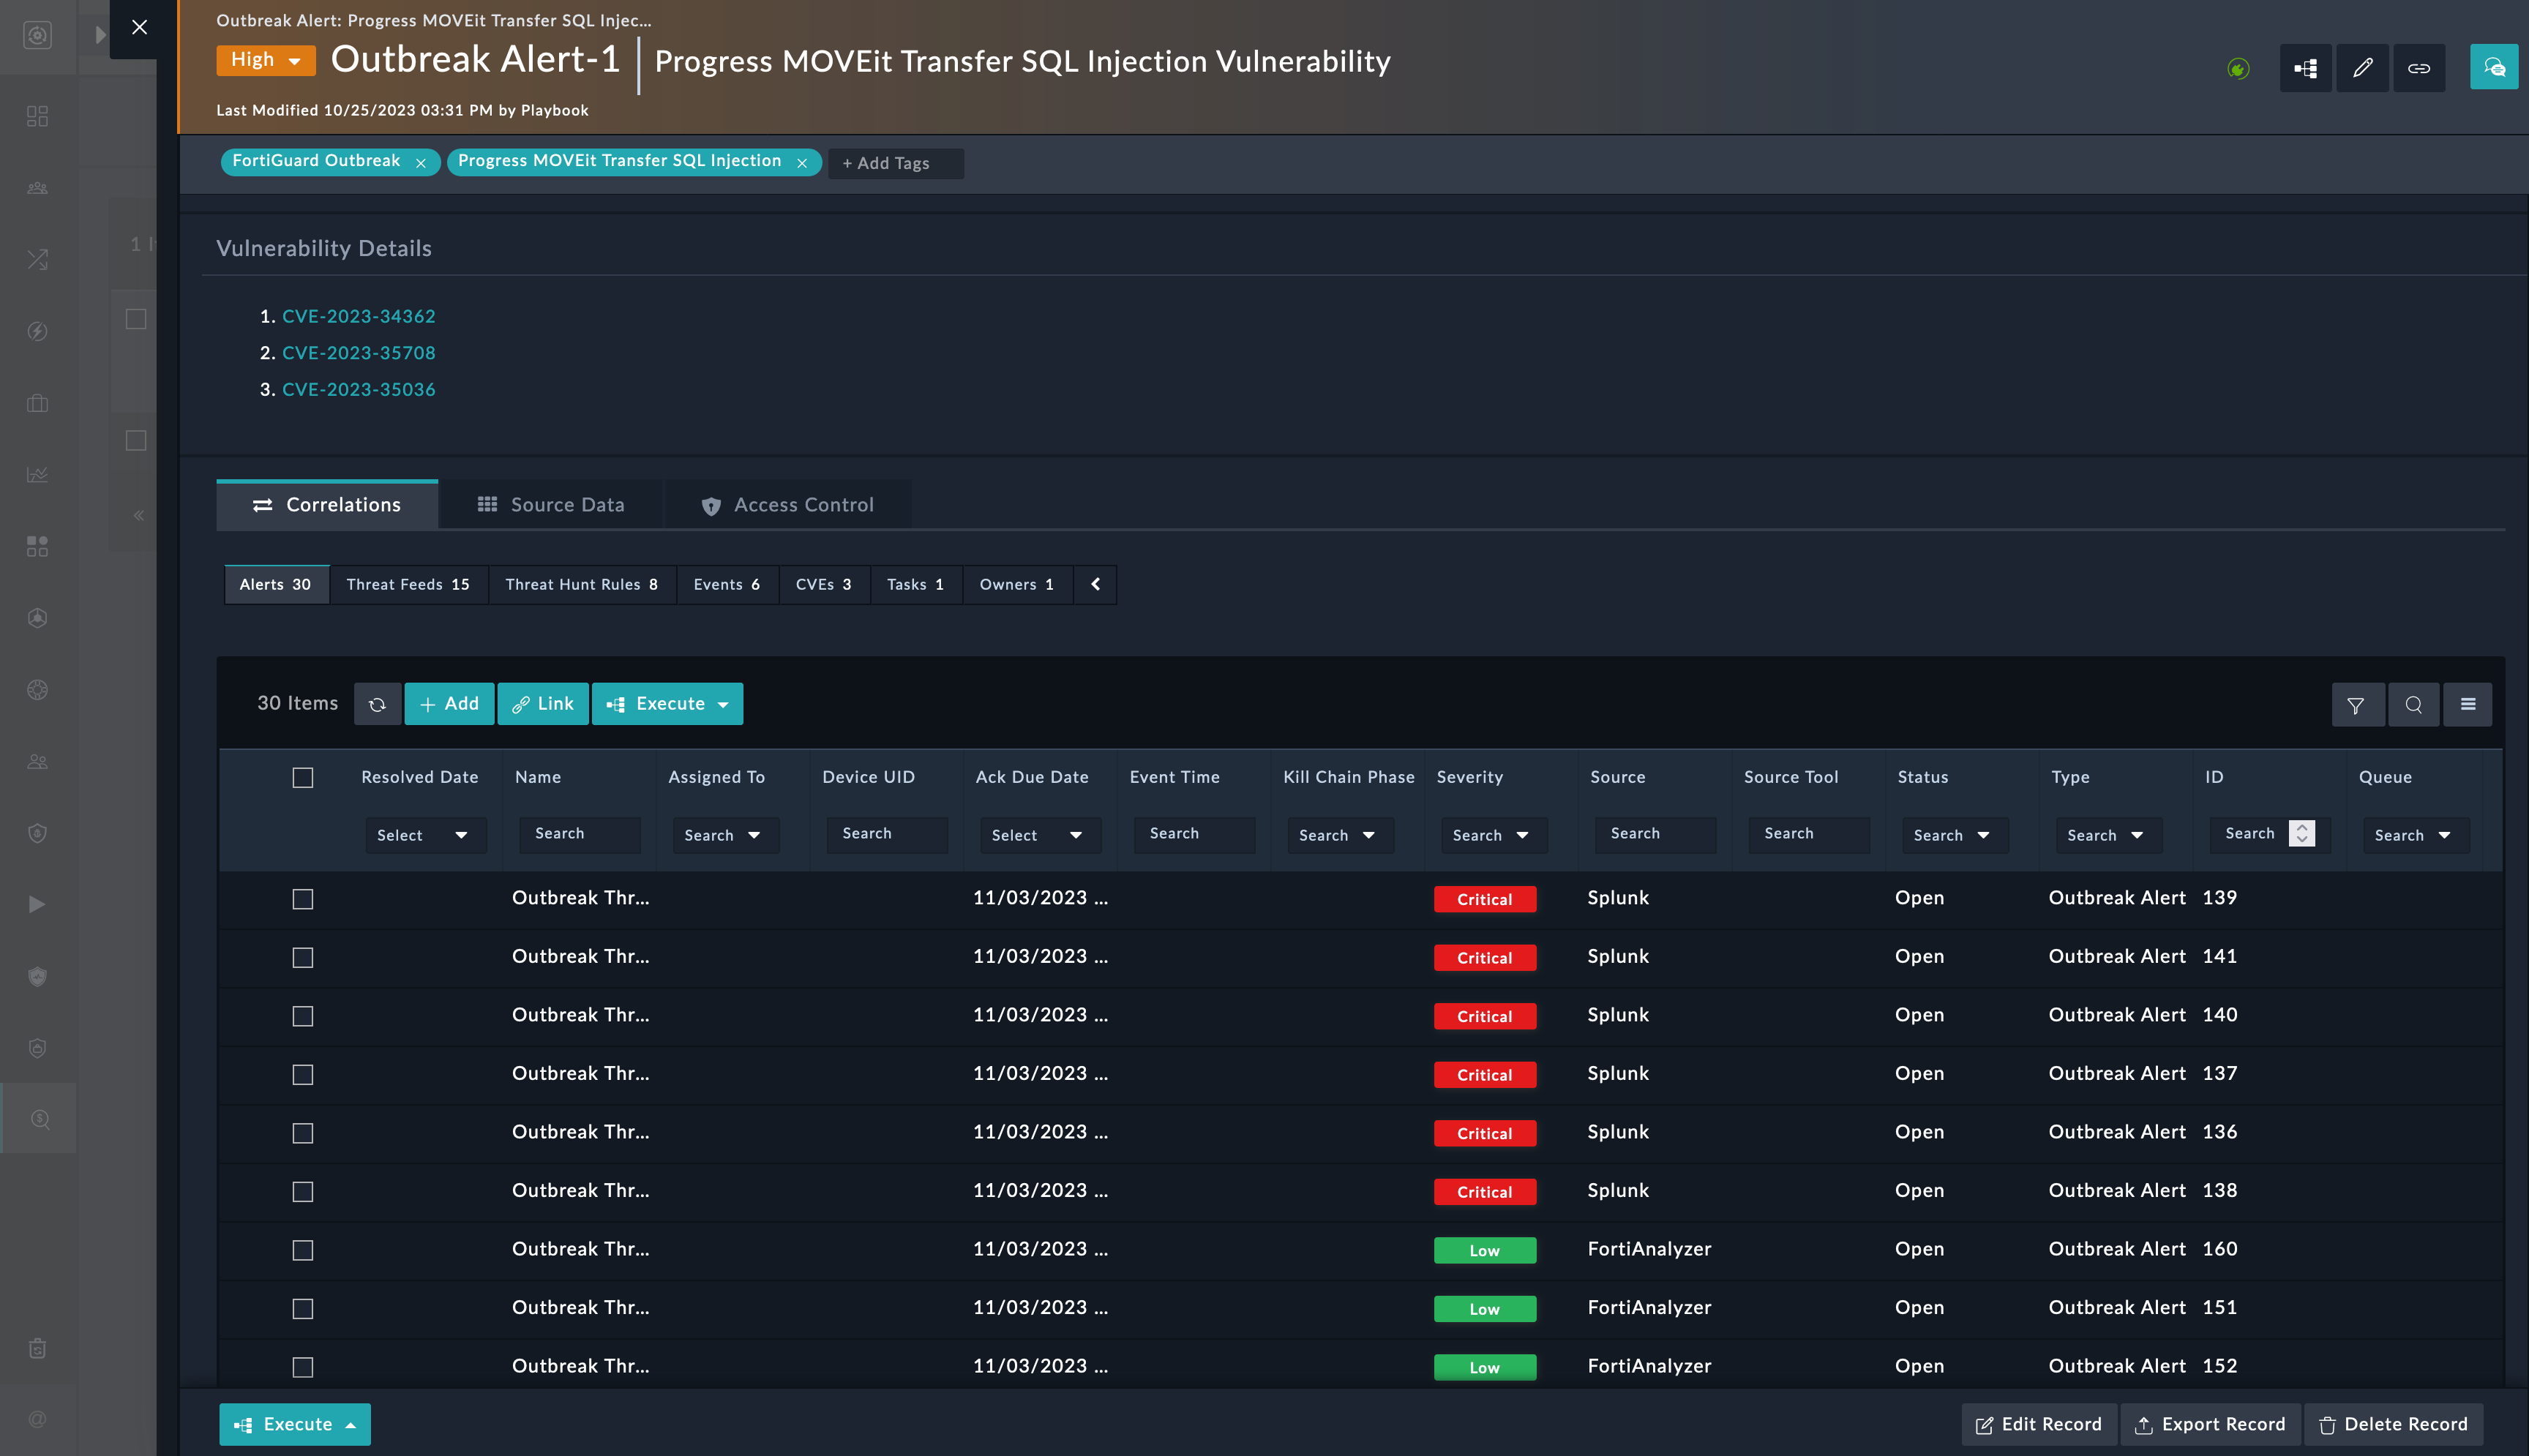 Outbreak Alert: Progress MOVEit Transfer SQL Injec...
High Outbreak Alert-1 Progress MOVEit Transfer SQL Injection Vulnerability
Last Modified 10/25/2023 03:31 PM by Playbook
FortiGuard Outbreak × Progress MOVEit Transfer SQL Injection × + Add Tags
Vulnerability Details
1. CVE-2023-34362
2. CVE-2023-35708
3. CVE-2023-35036
Correlations Source Data Access Control
Alerts 30 Threat Feeds 15 Threat Hunt Rules 8 Events 6 CVEs 3 Tasks 1 Owners 1
30 Items + Add Link Execute
Resolved Date Name Assigned To Device UID Ack Due Date Event Time Kill Chain Phase Severity Source Source Tool Status Type ID Queue
Select Search Search Search Select Search Search Search Search Search Search Search Search Search
Outbreak Thr... 11/03/2023 ... Critical Splunk Open Outbreak Alert 139
Outbreak Thr... 11/03/2023 ... Critical Splunk Open Outbreak Alert 141
Outbreak Thr... 11/03/2023 ... Critical Splunk Open Outbreak Alert 140
Outbreak Thr... 11/03/2023 ... Critical Splunk Open Outbreak Alert 137
Outbreak Thr... 11/03/2023 ... Critical Splunk Open Outbreak Alert 136
Outbreak Thr... 11/03/2023 ... Critical Splunk Open Outbreak Alert 138
Outbreak Thr... 11/03/2023 ... Low FortiAnalyzer Open Outbreak Alert 160
Outbreak Thr... 11/03/2023 ... Low FortiAnalyzer Open Outbreak Alert 151
Outbreak Thr... 11/03/2023 ... Low FortiAnalyzer Open Outbreak Alert 152
Execute Edit Record Export Record Delete Record